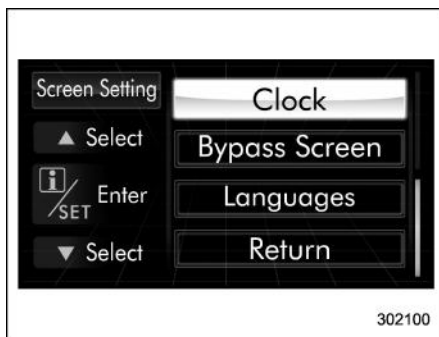 Screen Setting
▲ Select
i/SET Enter
▼ Select
Clock
Bypass Screen
Languages
Return
302100